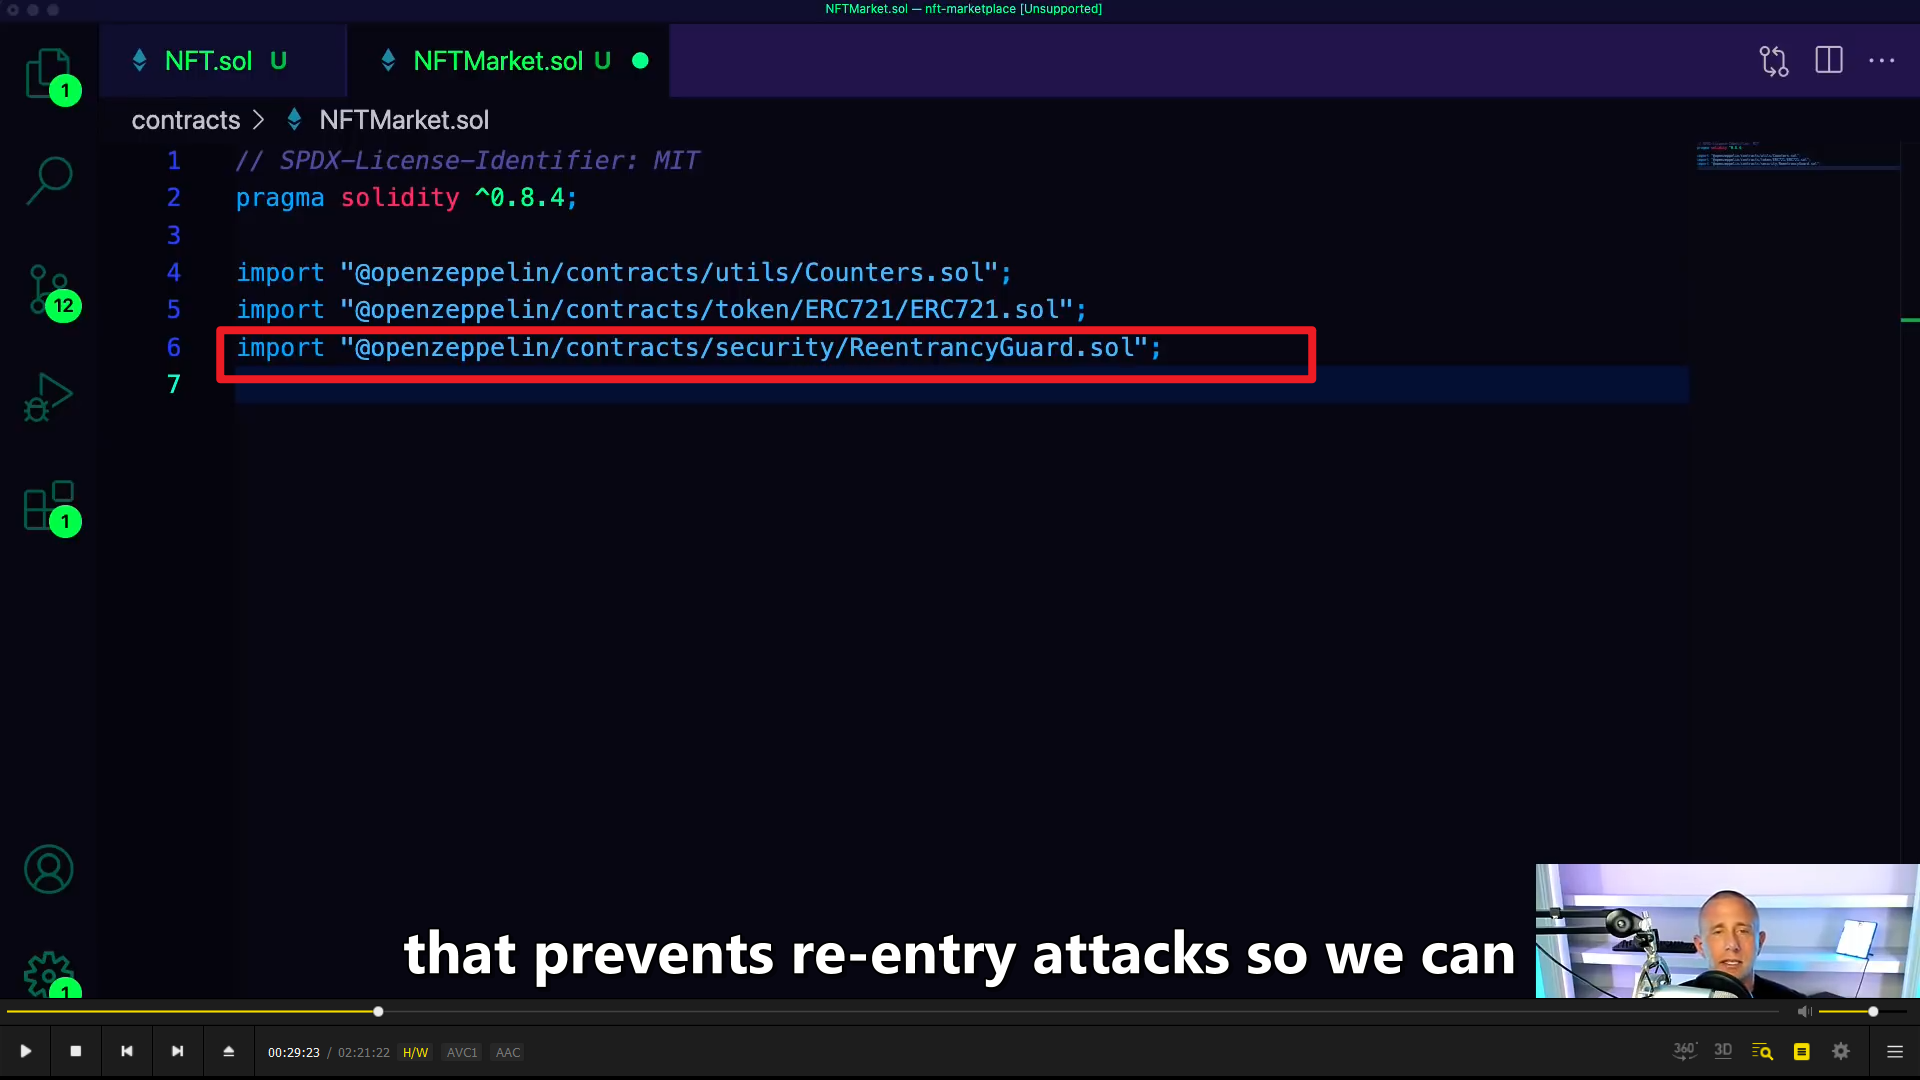 NFTMarket.sol — nft-marketplace [Unsupported]
NFT.sol U
NFTMarket.sol U
1
contracts > NFTMarket.sol
1 // SPDX-License-Identifier: MIT
2 pragma solidity ^0.8.4;
3
4 import "@openzeppelin/contracts/utils/Counters.sol";
5 import "@openzeppelin/contracts/token/ERC721/ERC721.sol";
6 import "@openzeppelin/contracts/security/ReentrancyGuard.sol";
7
12
1
1
that prevents re-entry attacks so we can
00:29:23 / 02:21:22 H/W AVC1 AAC
360° 3D